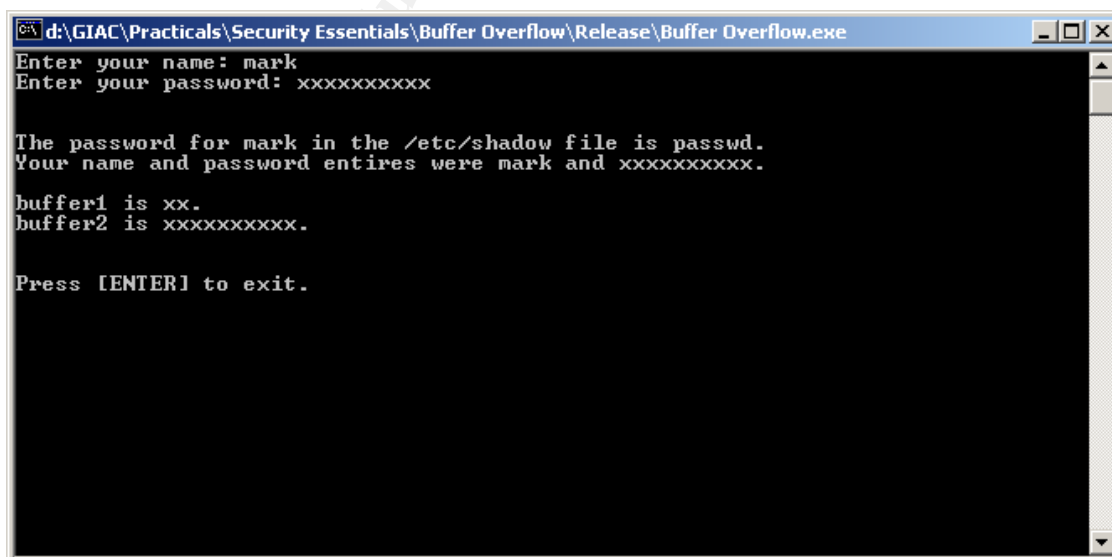 d:\GIAC\Practicals\Security Essentials\Buffer Overflow\Release\Buffer Overflow.exe
Enter your name: mark
Enter your password: xxxxxxxxxx
The password for mark in the /etc/shadow file is passwd.
Your name and password entires were mark and xxxxxxxxxx.
buffer1 is xx.
buffer2 is xxxxxxxxxx.
Press [ENTER] to exit.